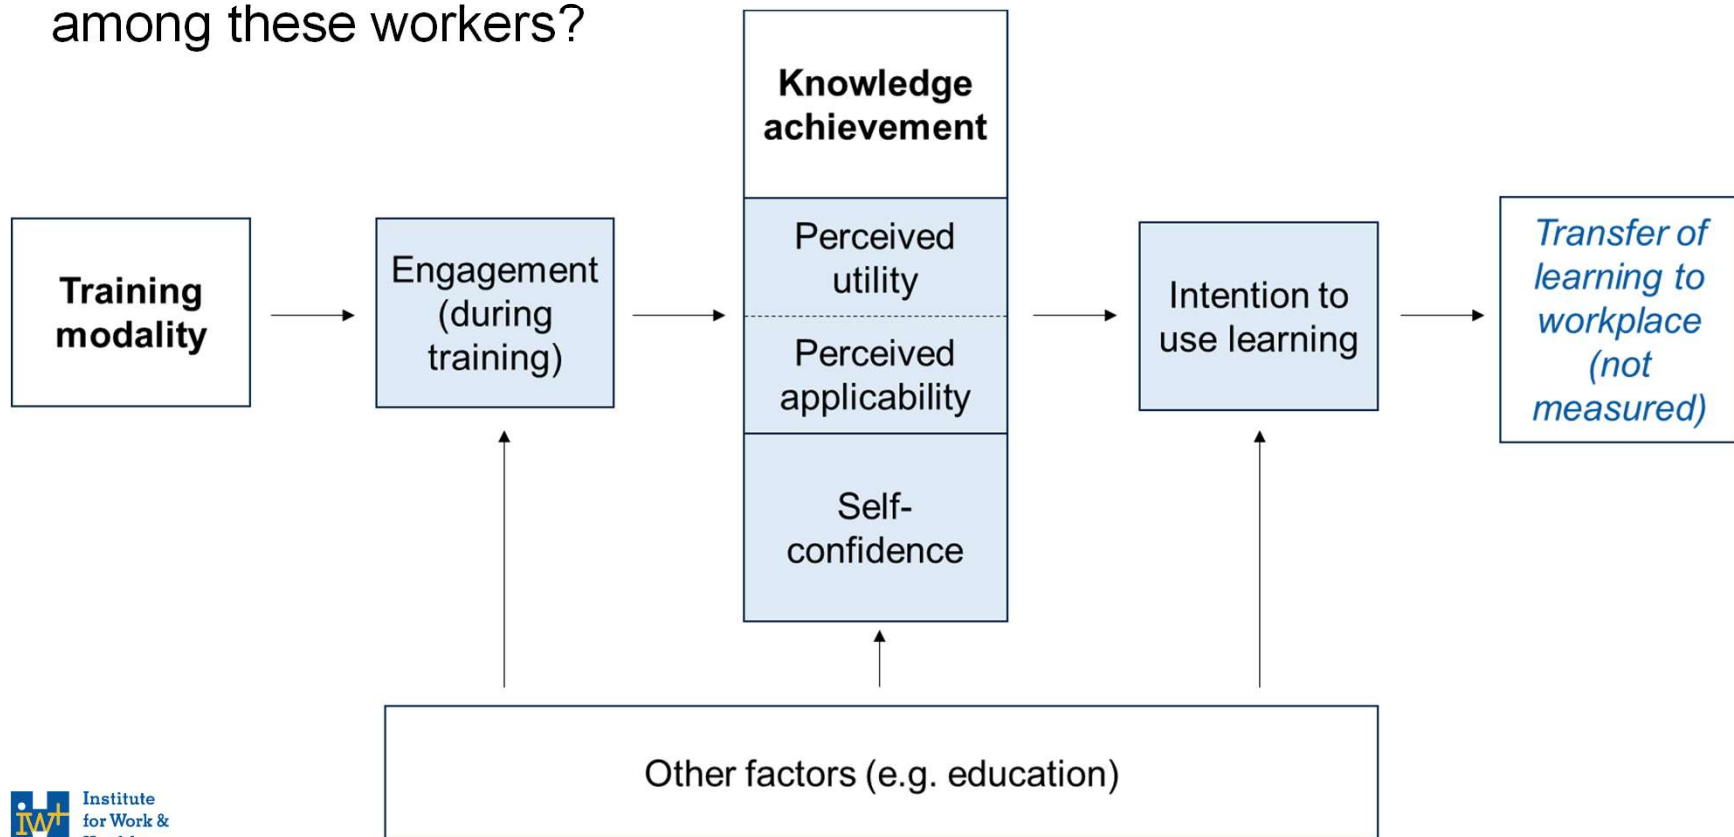 among these workers?
Knowledge
achievement
Training
modality
Engagement
(during
training)
Perceived
utility
Perceived
applicability
Self-
confidence
Intention to
use learning
Transfer of
learning to
workplace
(not
measured)
Other factors (e.g. education)
iw+
Institute
for Work &